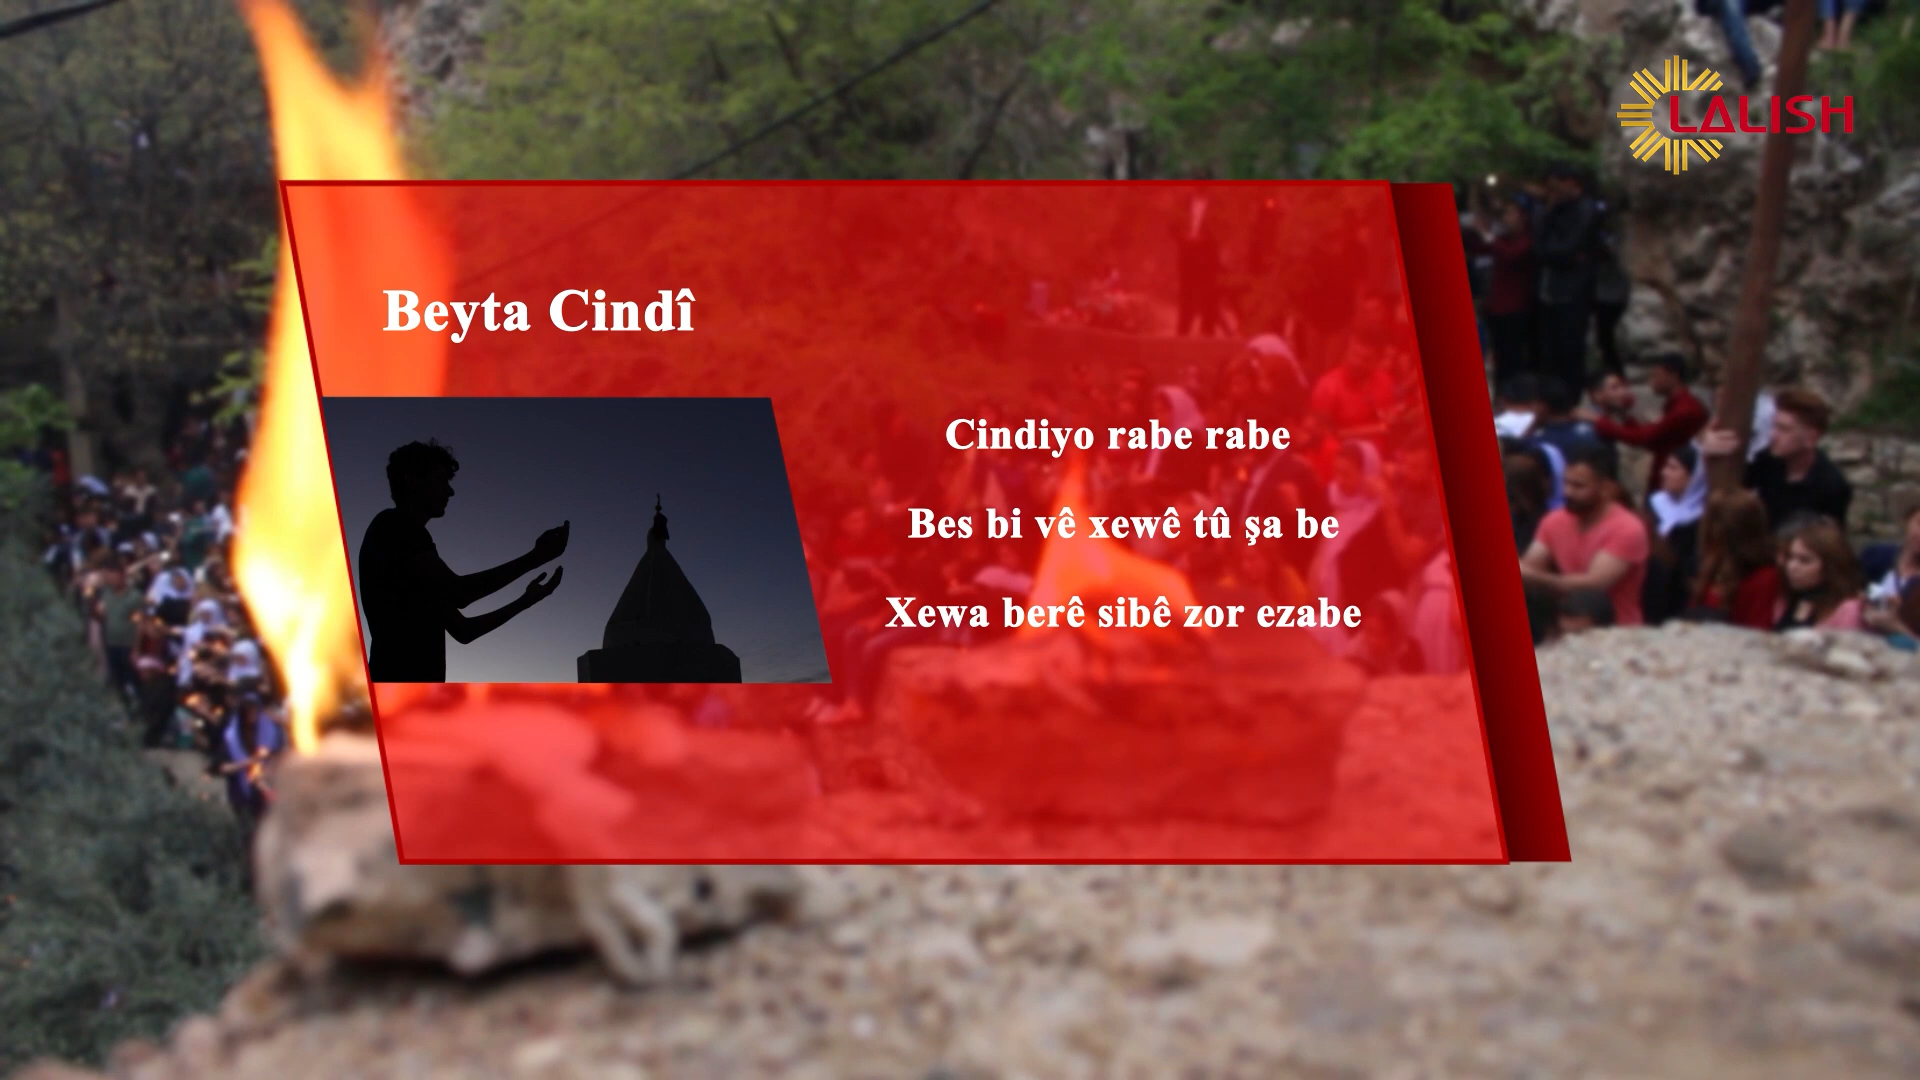 LALISH
Beyta Cindî
Cindiyo rabe rabe
Bes bi vê xewê tû şa be
Xewa berê sibê zor ezabe